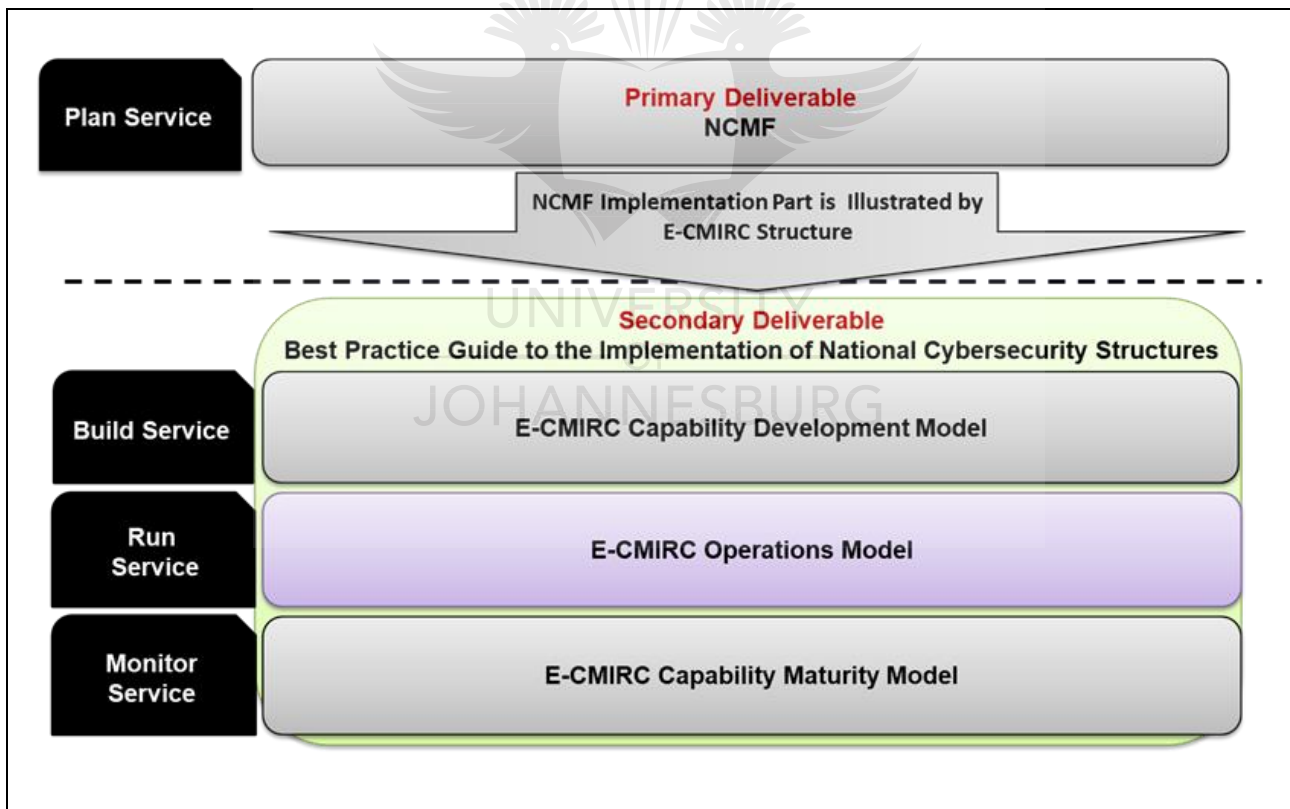 Plan Service
Primary Deliverable
NCMF
NCMF Implementation Part is Illustrated by
E-CMIRC Structure
UNIVERSITY
OF
JOHANNESBURG
Secondary Deliverable
Best Practice Guide to the Implementation of National Cybersecurity Structures
Build Service
E-CMIRC Capability Development Model
Run
Service
E-CMIRC Operations Model
Monitor
Service
E-CMIRC Capability Maturity Model